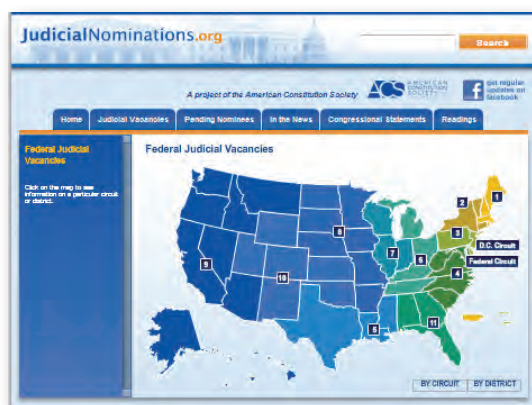 JudicialNominations.org
Search
A project of the American Constitution Society
ACS
AMERICAN
CONSTITUTION
SOCIETY
get regular
updates on
facebook
Home
Judicial Vacancies
Pending Nominees
In the News
Congressional Statements
Readings
Federal Judicial
Vacancies
Click on the map to see
information on a particular circuit
or district.
Federal Judicial Vacancies
1
2
3
D.C. Circuit
Federal Circuit
4
5
6
7
8
9
10
11
BY CIRCUIT
BY DISTRICT